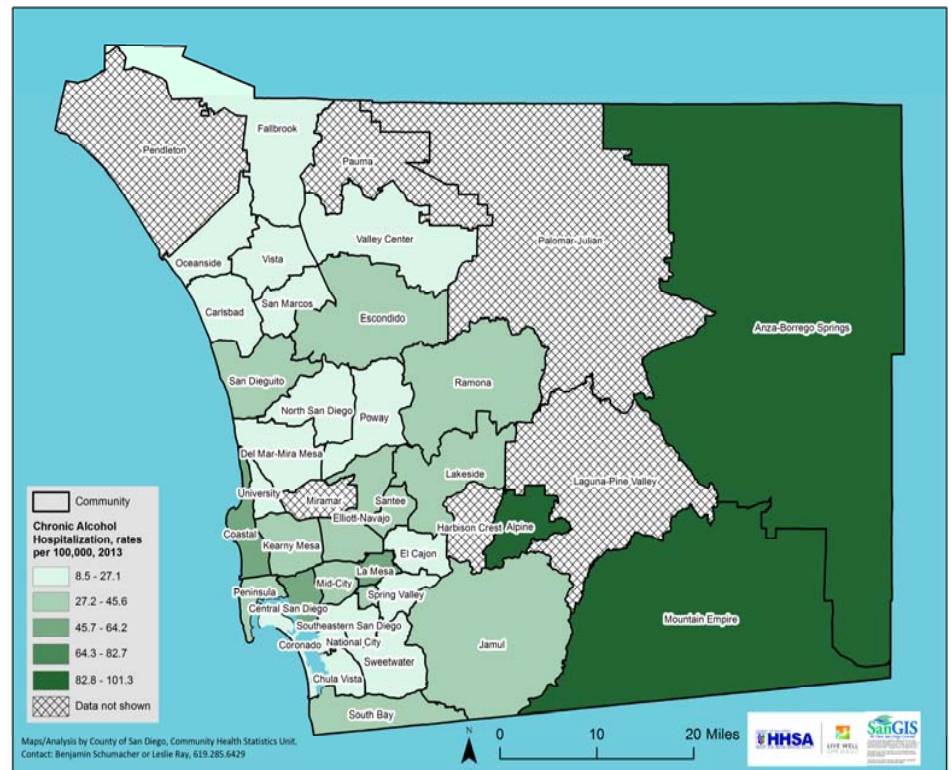 Fallbrook
Pendleton
Pauma
Valley Center
Palomar-Julian
Vista
Oceanside
San Marcos
Carlsbad
Escondido
Anza-Borrego Springs
San Dieguito
Ramona
North San Diego
Poway
Del Mar-Mira Mesa
Lakeside
Laguna-Pine Valley
University
Miramar
Santee
Elliott-Navajo
Harbison Crest
Alpine
Coastal
Kearny Mesa
El Cajon
La Mesa
Mid-City
Peninsula
Spring Valley
Central San Diego
Southeastern San Diego
Mountain Empire
Coronado
National City
Jamul
Sweetwater
Chula Vista
South Bay
Community
Chronic Alcohol
Hospitalization, rates
per 100,000, 2013
8.5 - 27.1
27.2 - 45.6
45.7 - 64.2
64.3 - 82.7
82.8 - 101.3
Data not shown
Maps/Analysis by County of San Diego, Community Health Statistics Unit.
Contact: Benjamin Schumacher or Leslie Ray, 619.285.6429
N
0 10 20 Miles
HHSA
LIVE WELL
SanGIS